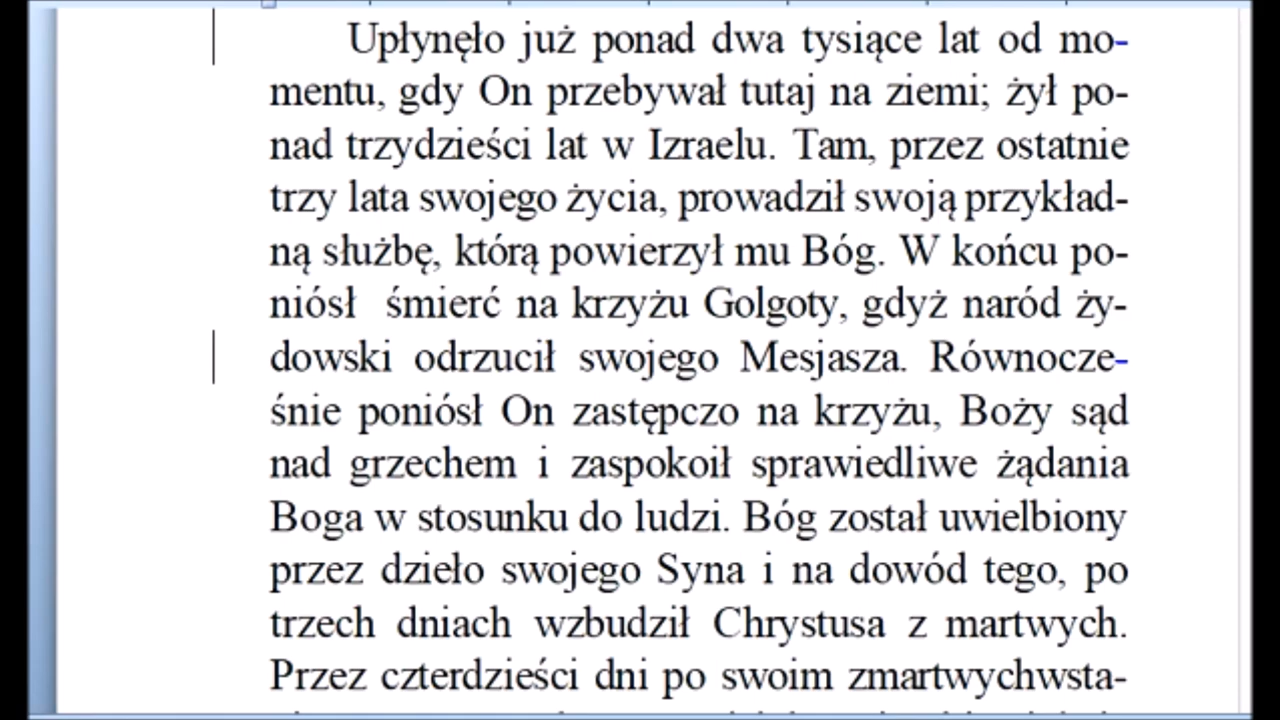 Upłynęło już ponad dwa tysiące lat od mo-
mentu, gdy On przebywał tutaj na ziemi; żył po-
nad trzydzieści lat w Izraelu. Tam, przez ostatnie
trzy lata swojego życia, prowadził swoją przykład-
ną służbę, którą powierzył mu Bóg. W końcu po-
niósł śmierć na krzyżu Golgoty, gdyż naród ży-
dowski odrzucił swojego Mesjasza. Równocze-
śnie poniósł On zastępczo na krzyżu, Boży sąd
nad grzechem i zaspokoił sprawiedliwe żądania
Boga w stosunku do ludzi. Bóg został uwielbiony
przez dzieło swojego Syna i na dowód tego, po
trzech dniach wzbudził Chrystusa z martwych.
Przez czterdzieści dni po swoim zmartwychwsta-